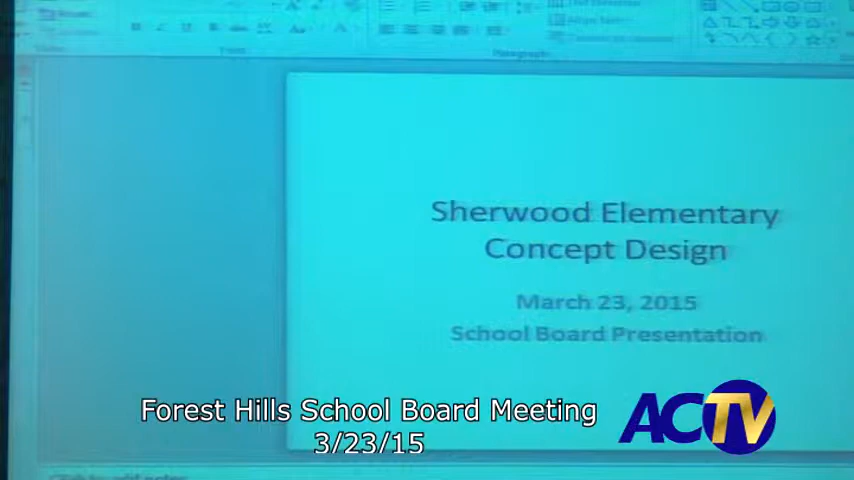 Sherwood Elementary
Concept Design
March 23, 2015
School Board Presentation
Forest Hills School Board Meeting
3/23/15
ACTV